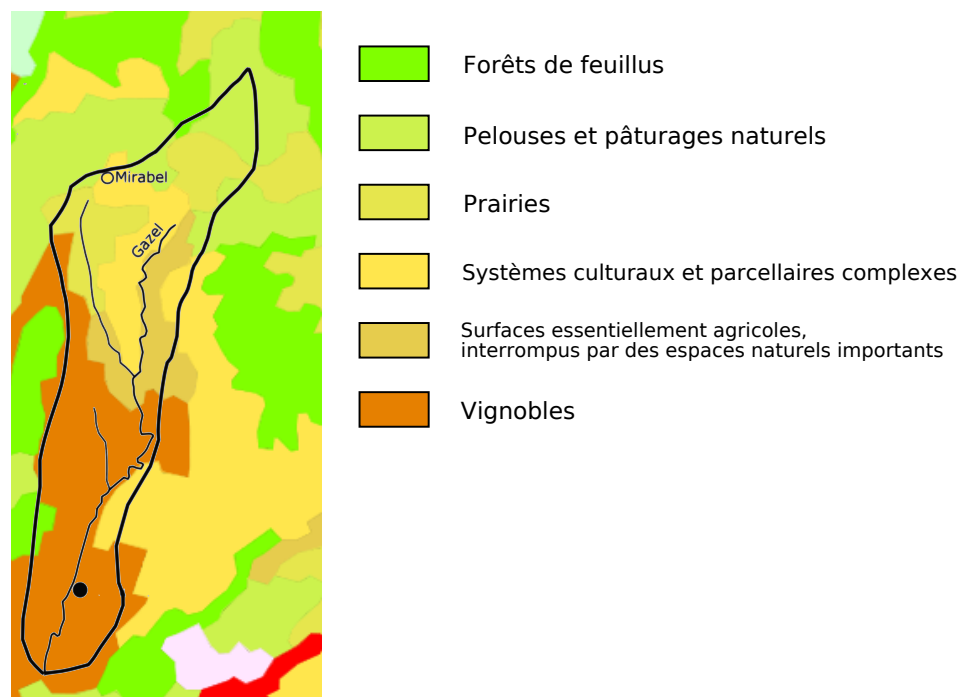 Mirabel
Gazel
Forêts de feuillus
Pelouses et pâturages naturels
Prairies
Systèmes culturaux et parcellaires complexes
Surfaces essentiellement agricoles,
interrompus par des espaces naturels importants
Vignobles